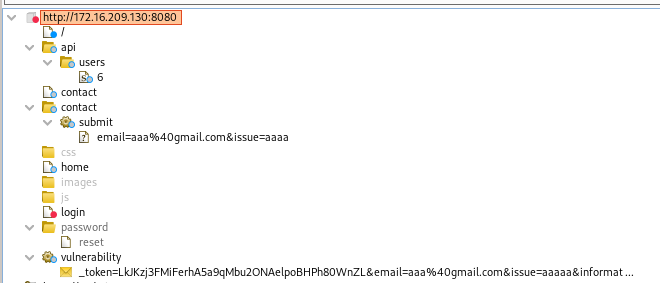 http://172.16.209.130:8080
/
api
users
6
contact
contact
submit
email=aaa%40gmail.com&issue=aaaa
css
home
images
js
login
password
reset
vulnerability
_token=LkJKzj3FMiFerhA5a9qMbu2ONAelpoBHPh80WnZL&email=aaa%40gmail.com&issue=aaaaa&informat ...